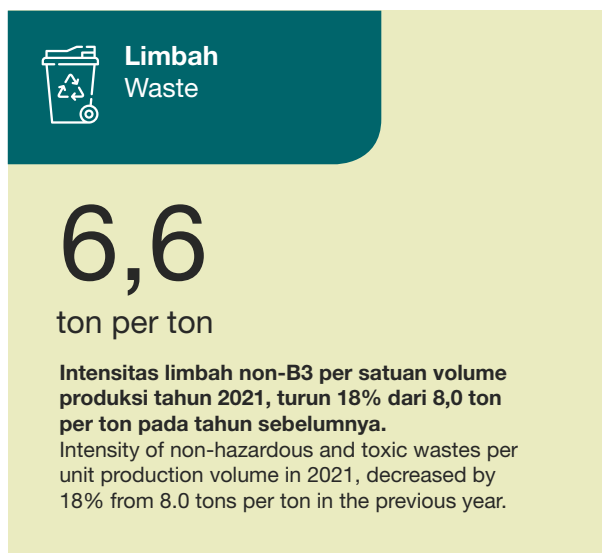 Limbah
Waste
6,6
ton per ton
Intensitas limbah non-B3 per satuan volume
produksi tahun 2021, turun 18% dari 8,0 ton
per ton pada tahun sebelumnya.
Intensity of non-hazardous and toxic wastes per
unit production volume in 2021, decreased by
18% from 8.0 tons per ton in the previous year.